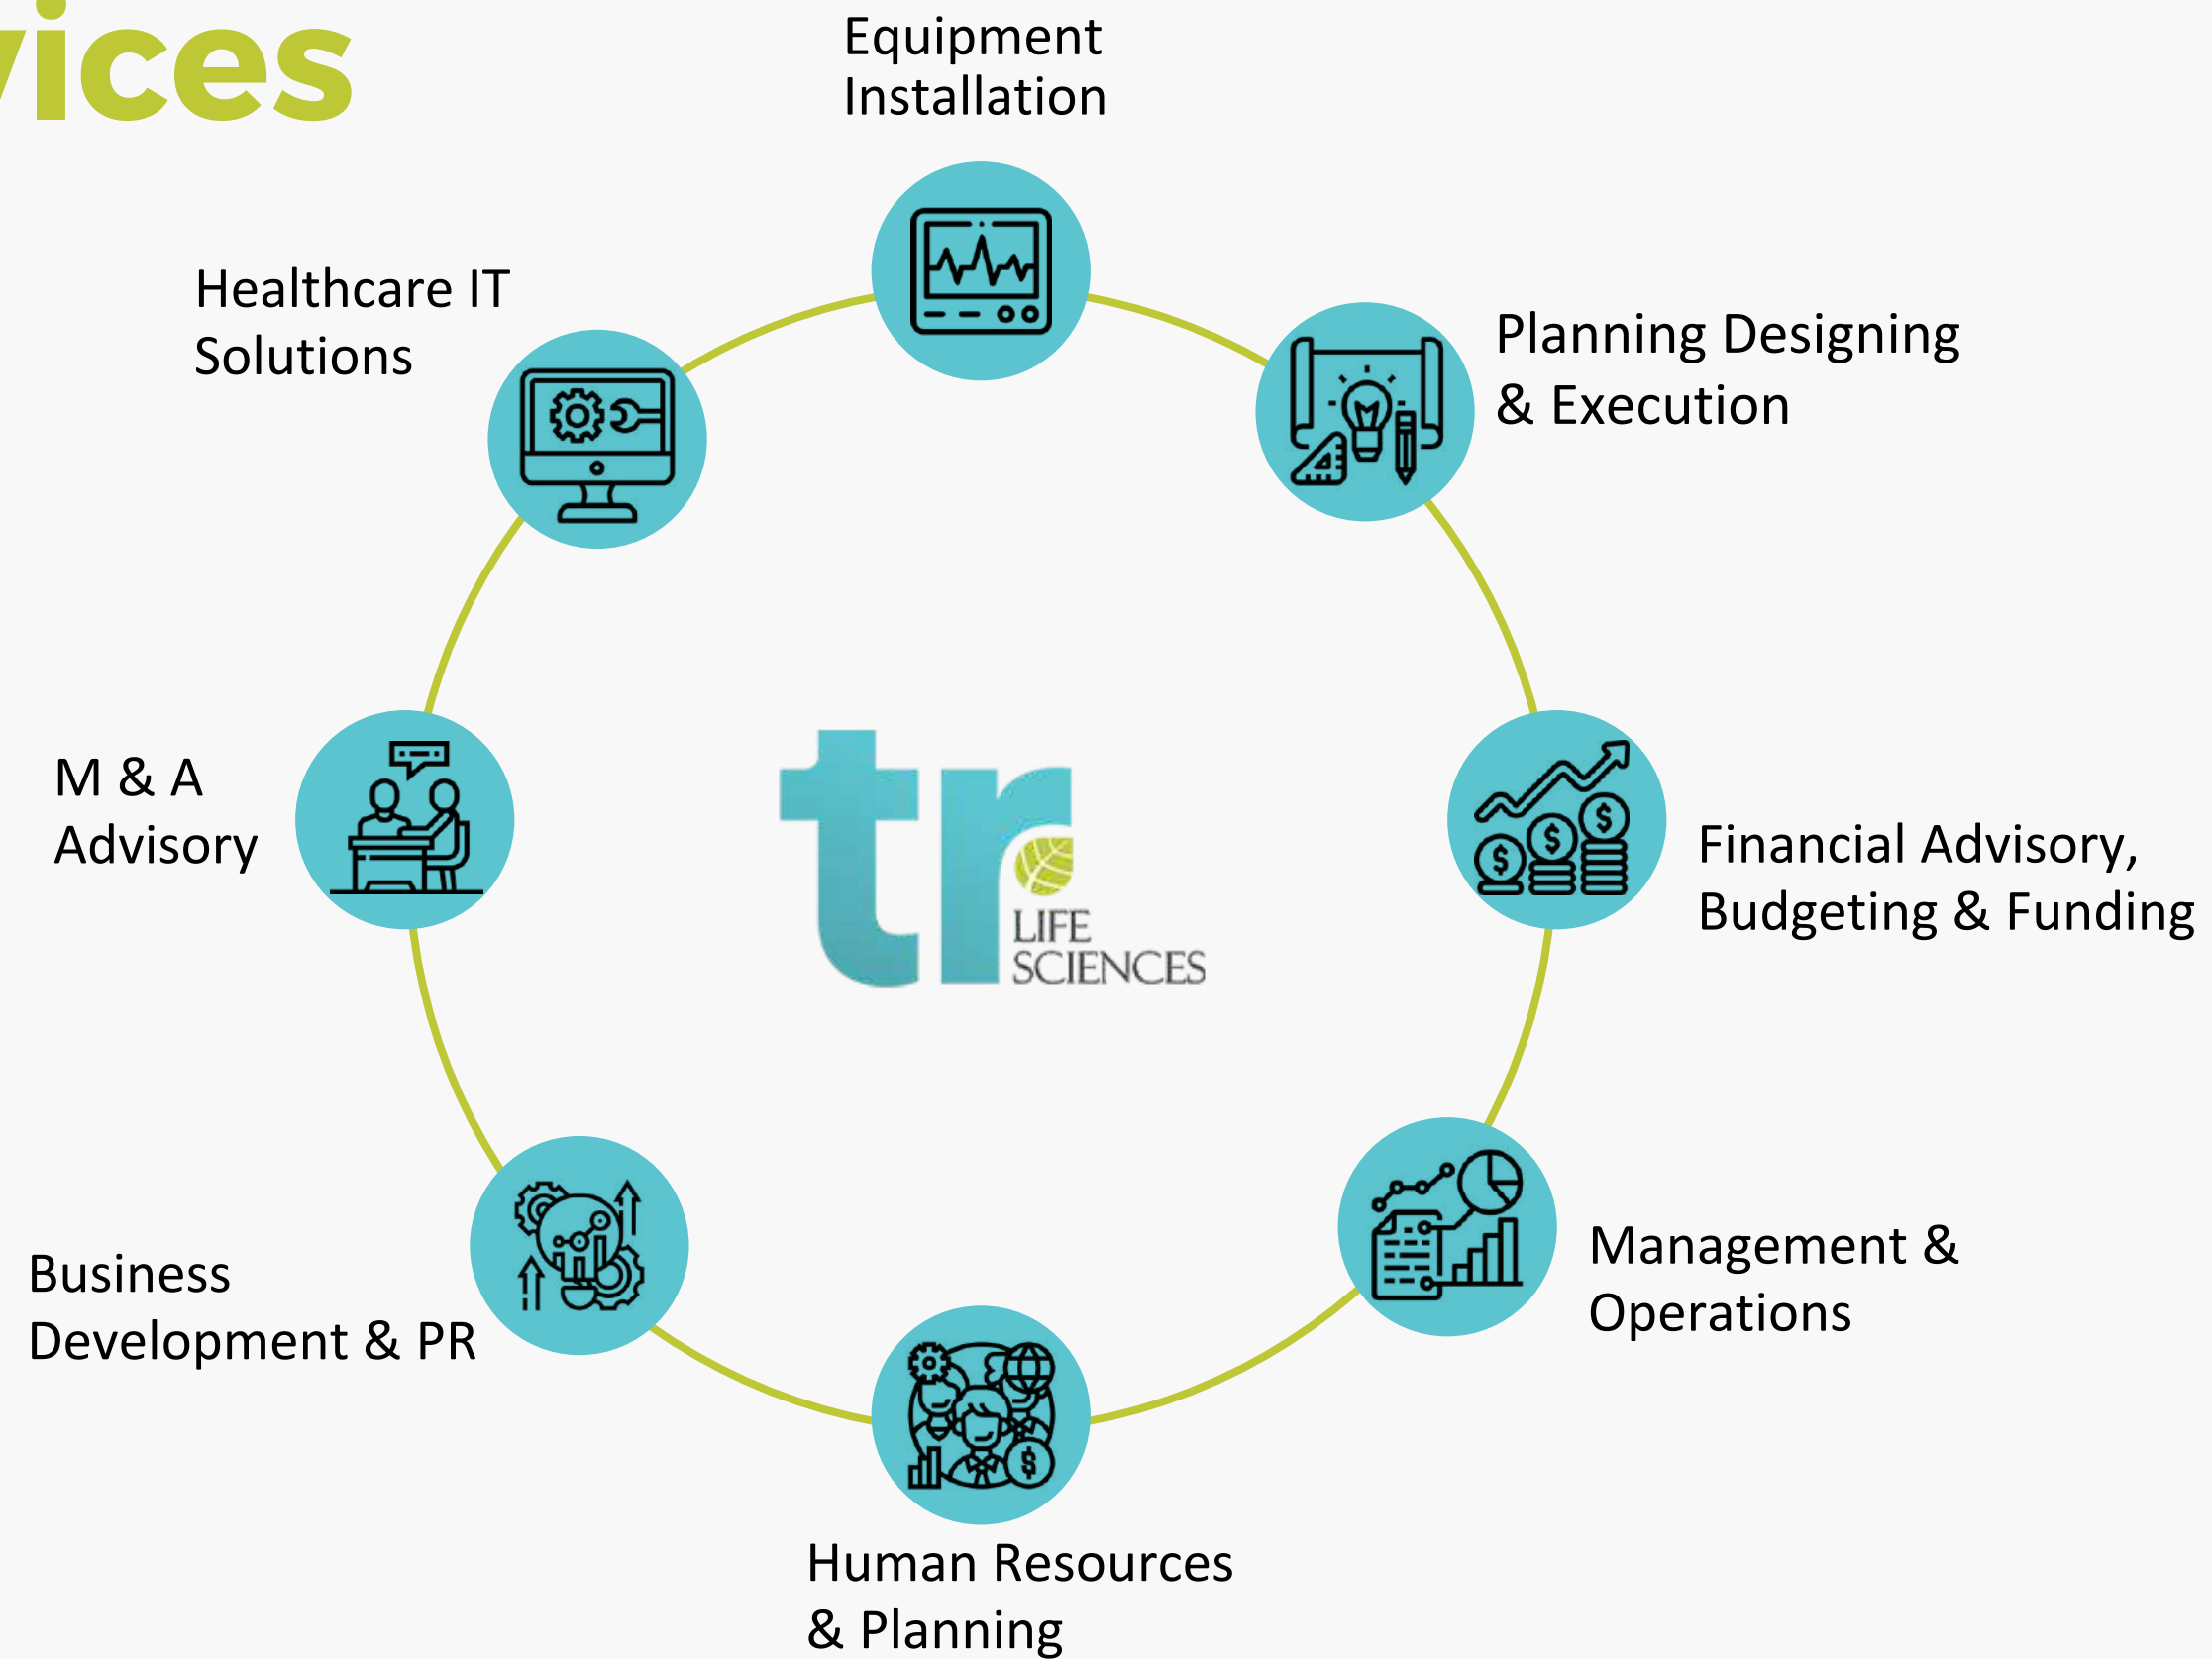 vices
Equipment
Installation
Healthcare IT
Solutions
Planning Designing
& Execution
M & A
Advisory
tr
LIFE
SCIENCES
Financial Advisory,
Budgeting & Funding
Business
Development & PR
Management &
Operations
Human Resources
& Planning